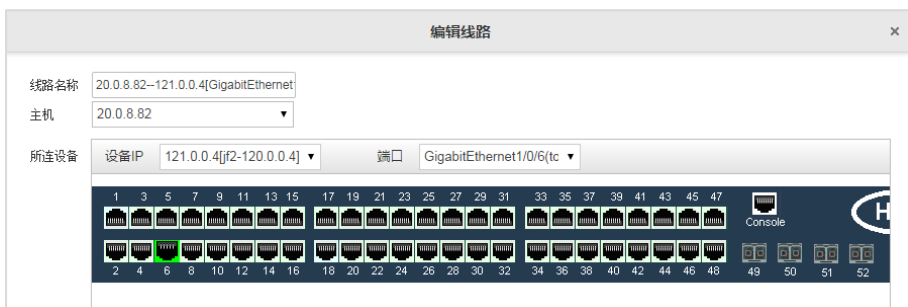 编辑线路
×
线路名称 20.0.8.82--121.0.0.4[GigabitEthernet
主机 20.0.8.82
所连设备 设备IP 121.0.0.4[jf2-120.0.0.4] 端口 GigabitEthernet1/0/6(tc
1 3 5 7 9 11 13 15 17 19 21 23 25 27 29 31 33 35 37 39 41 43 45 47
Console
H
2 4 6 8 10 12 14 16 18 20 22 24 26 28 30 32 34 36 38 40 42 44 46 48 49 50 51 52